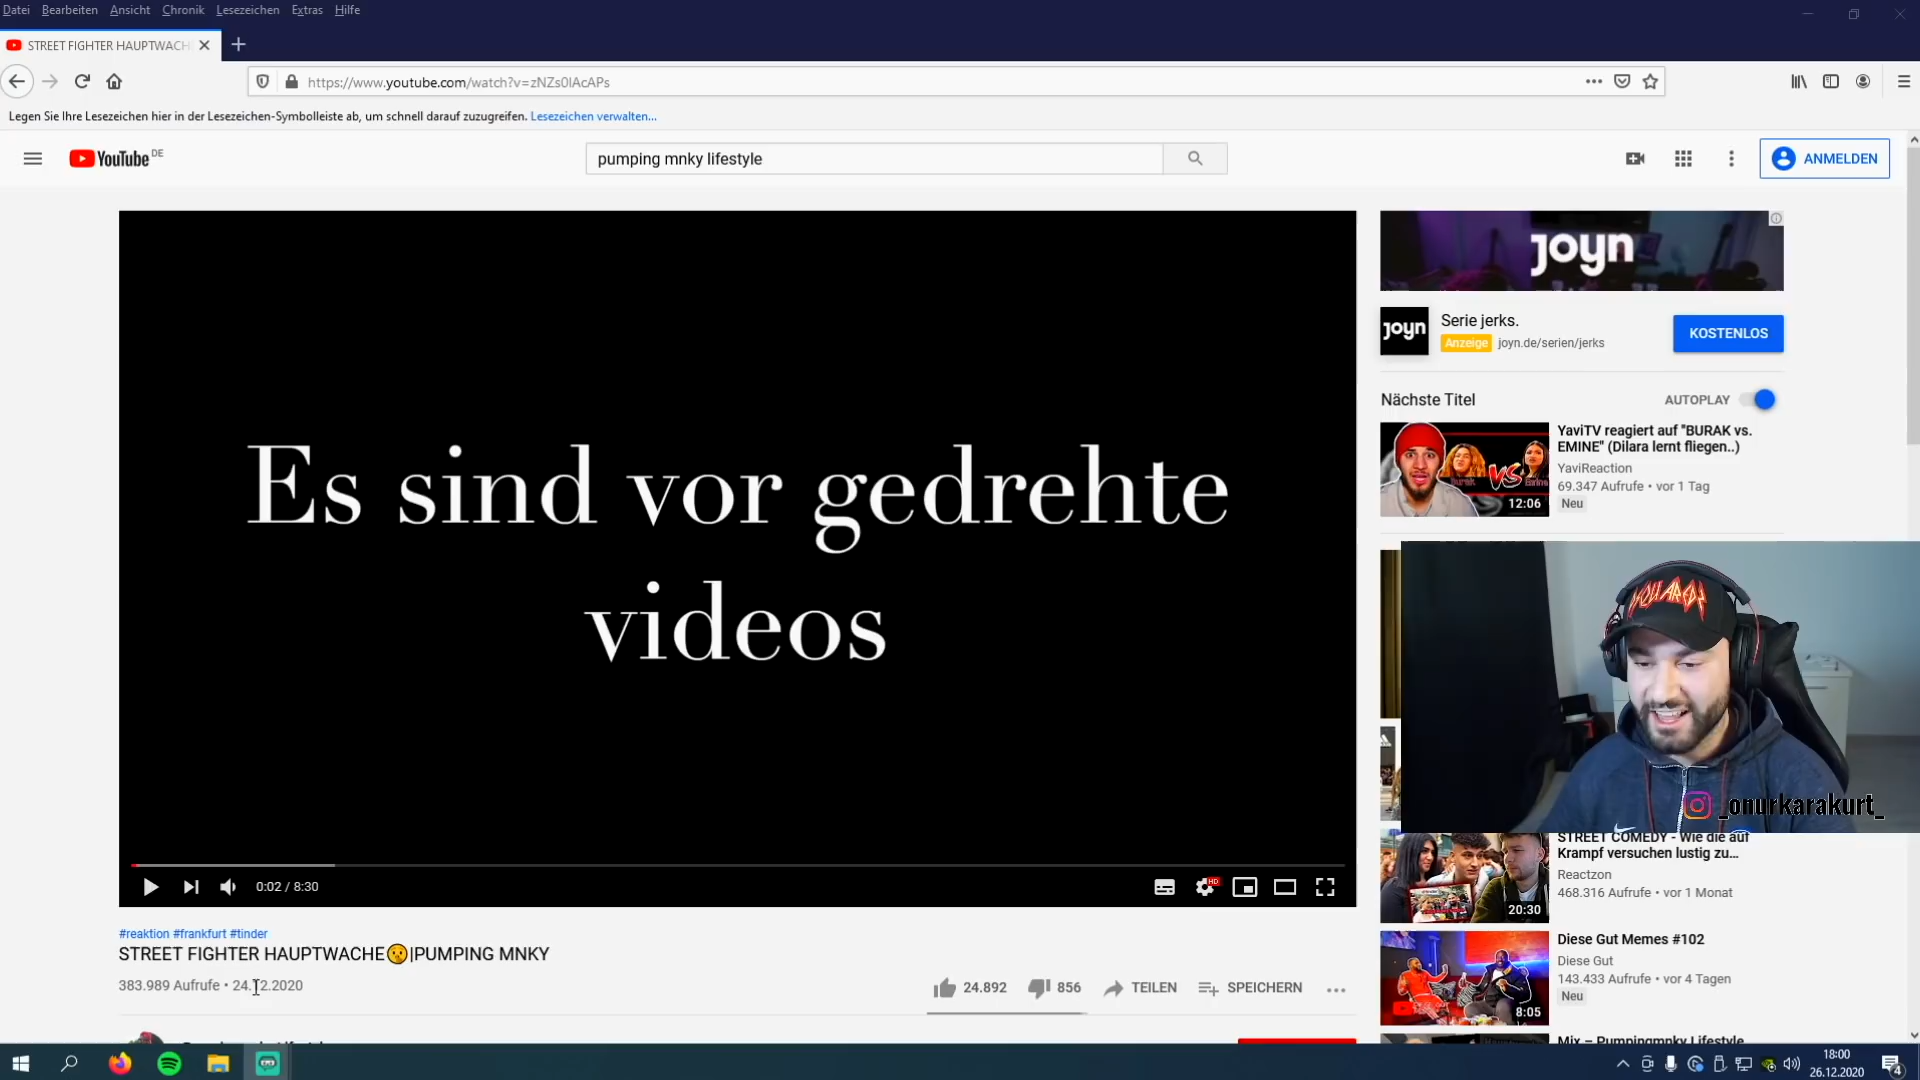 Datei Bearbeiten Ansicht Chronik Lesezeichen Extras Hilfe
STREET FIGHTER HAUPTWACHE
https://www.youtube.com/watch?v=zNZs0lAcAPs
Legen Sie Ihre Lesezeichen hier in der Lesezeichen-Symbolleiste ab, um schnell darauf zuzugreifen. Lesezeichen verwalten...
YouTube DE
pumping mnky lifestyle
ANMELDEN
Es sind vor gedrehte
videos
0:02 / 8:30
HD
#reaktion #frankfurt #tinder
STREET FIGHTER HAUPTWACHE🤫|PUMPING MNKY
383.989 Aufrufe • 24.12.2020
24.892
856
TEILEN
SPEICHERN
joyn
joyn
Serie jerks.
Anzeige joyn.de/serien/jerks
KOSTENLOS
Nächste Titel
AUTOPLAY
YaviTV reagiert auf "BURAK vs.
EMINE" (Dilara lernt fliegen..)
YaviReaction
69.347 Aufrufe • vor 1 Tag
Neu
VS
12:06
_onurkarakurt_
STREET COMEDY - Wie die auf
Krampf versuchen lustig zu...
Reactzon
468.316 Aufrufe • vor 1 Monat
20:30
Diese Gut Memes #102
Diese Gut
143.433 Aufrufe • vor 4 Tagen
Neu
8:05
Mix – Pumpingmnky Lifestyle
18:00
26.12.2020
4